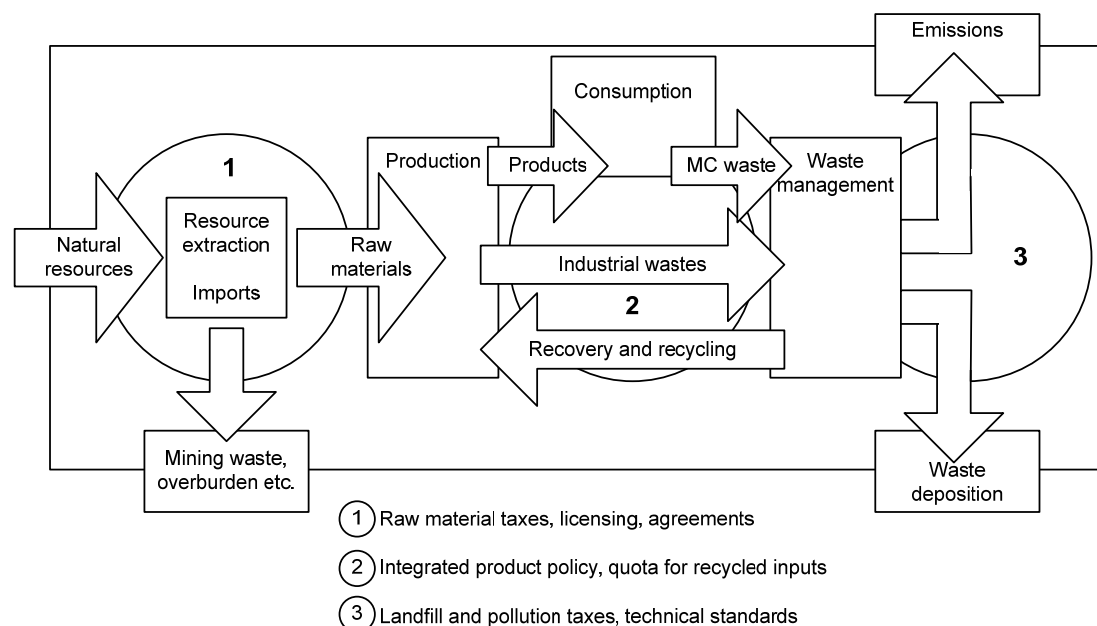 Emissions
Consumption
1
Production
Products
MC waste
Waste
management
Resource
extraction
Imports
Natural
resources
Raw
materials
Industrial wastes
3
2
Recovery and recycling
Mining waste,
overburden etc.
Waste
deposition
1 Raw material taxes, licensing, agreements
2 Integrated product policy, quota for recycled inputs
3 Landfill and pollution taxes, technical standards